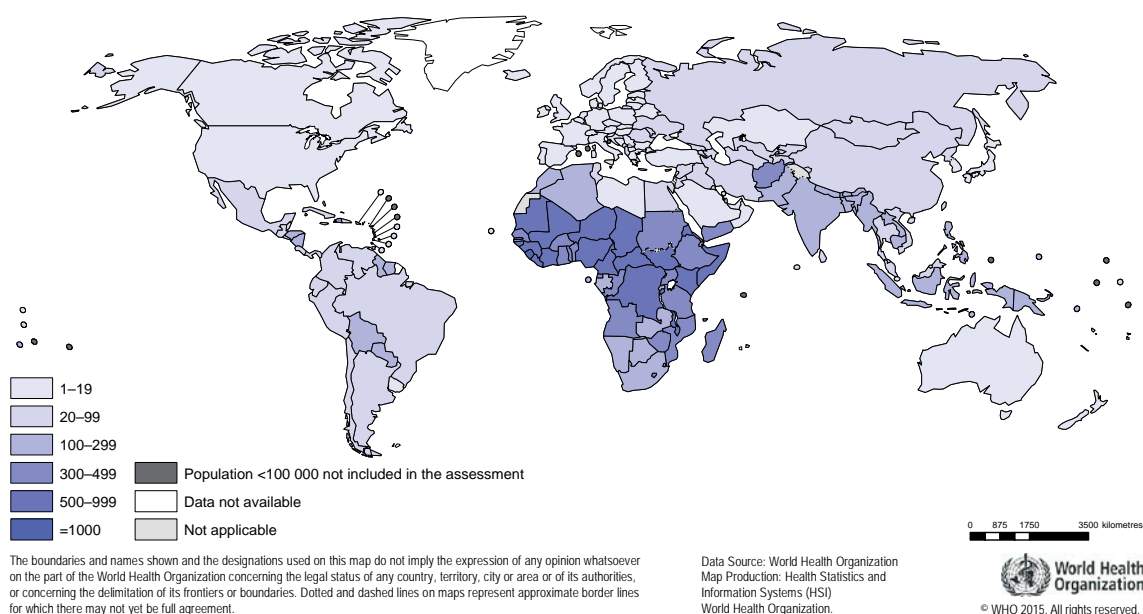 1–19
20–99
100–299
300–499
500–999
=1000
Population <100 000 not included in the assessment
Data not available
Not applicable
0 875 1750 3500 kilometres
The boundaries and names shown and the designations used on this map do not imply the expression of any opinion whatsoever
on the part of the World Health Organization concerning the legal status of any country, territory, city or area or of its authorities,
or concerning the delimitation of its frontiers or boundaries. Dotted and dashed lines on maps represent approximate border lines
for which there may not yet be full agreement.
Data Source: World Health Organization
Map Production: Health Statistics and
Information Systems (HSI)
World Health Organization.
World Health
Organization
© WHO 2015. All rights reserved.